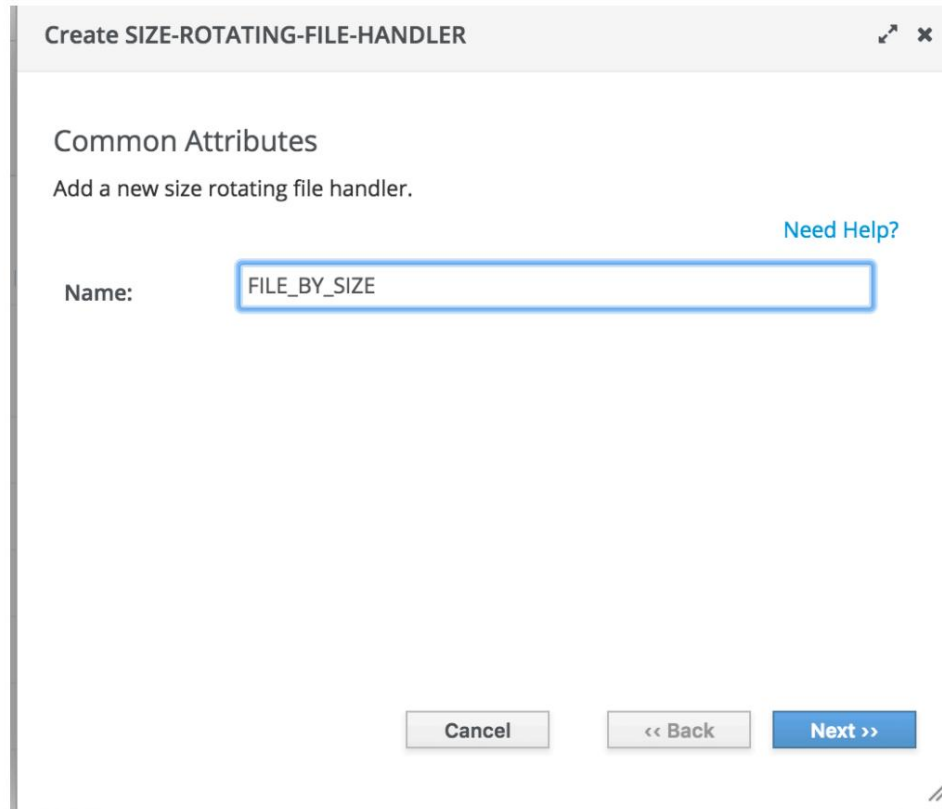 Create SIZE-ROTATING-FILE-HANDLER
Common Attributes
Add a new size rotating file handler.
Need Help?
Name: FILE_BY_SIZE
Cancel ‹‹ Back Next ››